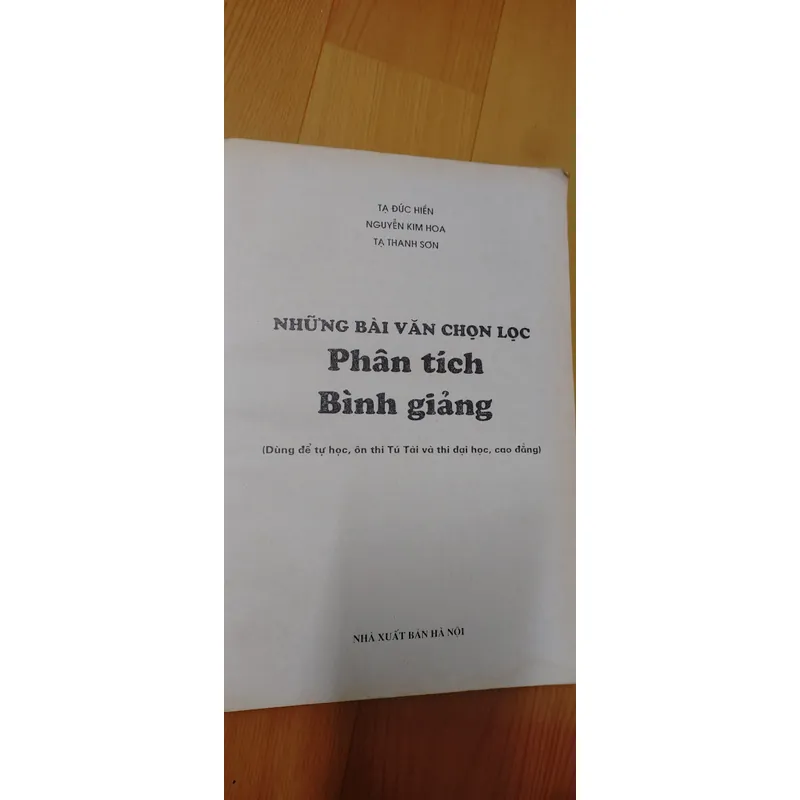 TẠ ĐỨC HIỀN
NGUYỄN KIM HOA
TẠ THANH SƠN
NHỮNG BÀI VĂN CHỌN LỌC
Phân tích
Bình giảng
(Dùng để tự học, ôn thi Tú Tài và thi đại học, cao đẳng)
NHÀ XUẤT BẢN HÀ NỘI